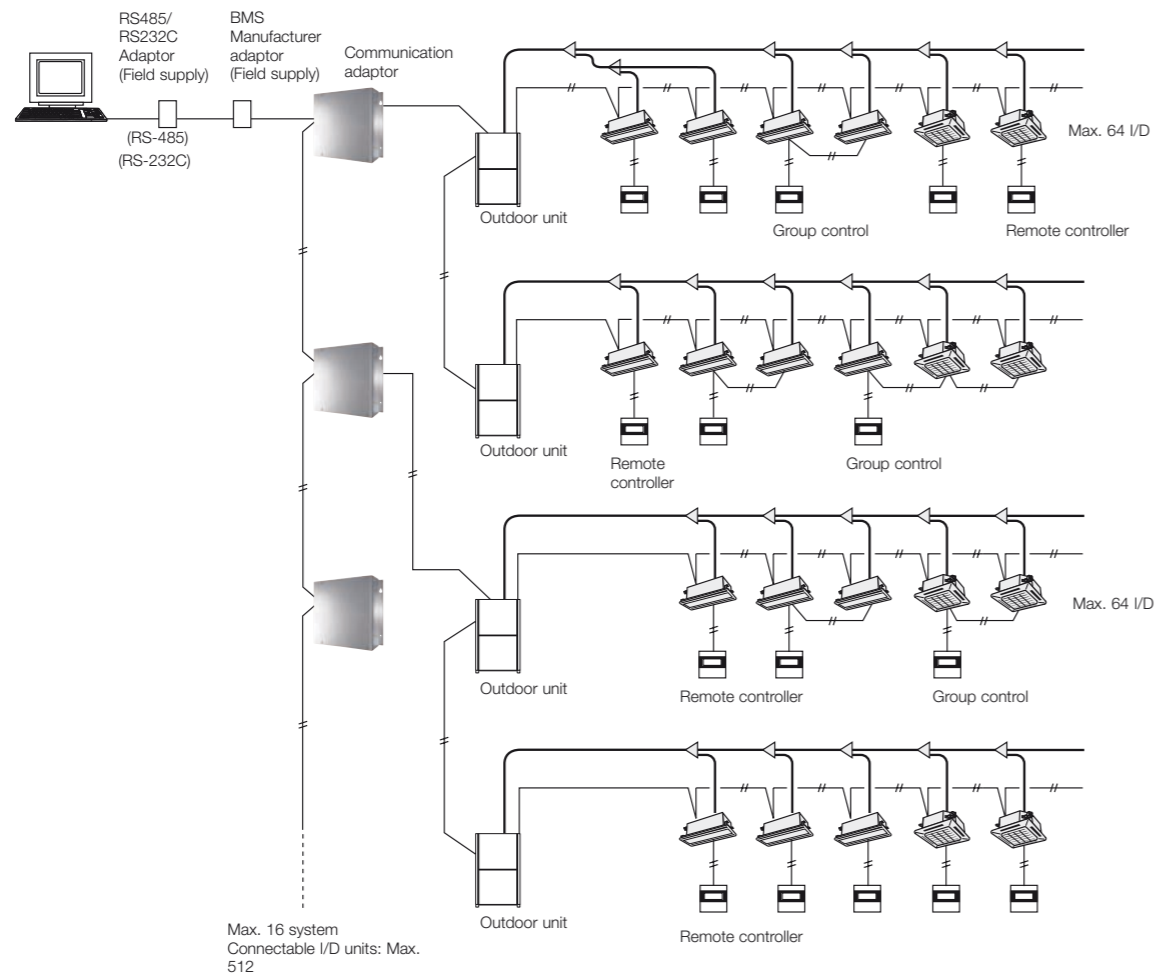 RS485/
RS232C
Adaptor
(Field supply)
BMS
Manufacturer
adaptor
(Field supply)
Communication
adaptor
(RS-485)
(RS-232C)
Max. 64 I/D
Outdoor unit
Group control
Remote controller
Outdoor unit
Remote
controller
Group control
Max. 64 I/D
Outdoor unit
Remote controller
Group control
Outdoor unit
Remote controller
Max. 16 system
Connectable I/D units: Max.
512